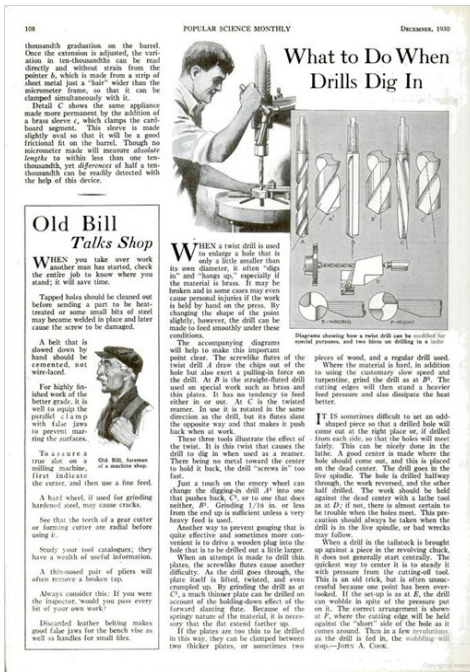 108
POPULAR SCIENCE MONTHLY
DECEMBER, 1930
thousandth graduation on the barrel.
Once the extension is adjusted, the vari-
ation in ten-thousandths can be read
directly and without strain from the
pointer b, which is made from a strip of
sheet metal just a "hair" wider than the
micrometer frame, so that it can be
clamped simultaneously with it.
Detail C shows the same appliance
made more permanent by the addition of
a brass sleeve c, which clamps the card-
board segment. This sleeve is made
slightly oval so that it will be a good
frictional fit on the barrel. Though no
micrometer made will measure absolute
lengths to within less than one ten-
thousandth, yet differences of half a ten-
thousandth can be readily detected with
the help of this device.
Old Bill
Talks Shop
WHEN you take over work
another man has started, check
the entire job to know where you
stand; it will save time.
Tapped holes should be cleaned out
before sending a part to be heat-
treated or some small bits of steel
may become welded in place and later
cause the screw to be damaged.
A belt that is
slowed down by
hand should be
cemented, not
wire-laced.
For highly fin-
ished work of the
better grade, it is
well to equip the
parallel clamp
with false jaws
to prevent mar-
ring the surfaces.
To assure a
true slot on a
milling machine,
first indicate
the cutter, and then use a fine feed.
Old Bill, foreman
of a machine shop.
A hard wheel, if used for grinding
hardened steel, may cause cracks.
See that the teeth of a gear cutter
or forming cutter are radial before
using it.
Study your tool catalogues; they
have a wealth of useful information.
A thin-nosed pair of pliers will
often remove a broken tap.
Always consider this: If you were
the inspector, would you pass every
bit of your own work?
Discarded leather belting makes
good false jaws for the bench vise as
well as handles for small files.
What to Do When
Drills Dig In
WHEN a twist drill is used
to enlarge a hole that is
only a little smaller than
its own diameter, it often "digs
in" and "hangs up," especially if
the material is brass. It may be
broken and in some cases may even
cause personal injuries if the work
is held by hand on the press. By
changing the shape of the point
slightly, however, the drill can be
made to feed smoothly under these
conditions.
The accompanying diagrams
will help to make this important
point clear. The screwlike flutes of the
twist drill A draw the chips out of the
hole but also exert a pulling-in force on
the drill. At B is the straight-fluted drill
used on special work such as brass and
thin plates. It has no tendency to feed
either in or out. At C is the twisted
reamer. In use it is rotated in the same
direction as the drill, but its flutes slant
the opposite way and that makes it push
back when at work.
These three tools illustrate the effect of
the twist. It is this twist that causes the
drill to dig in when used as a reamer.
There being no metal toward the center
to hold it back, the drill "screws in" too
fast.
Just a touch on the emery wheel can
change the digging-in drill A² into one
that pushes back, C², or to one that does
neither, B². Grinding 1/16 in. or less
from the end up is sufficient unless a very
heavy feed is used.
Another way to prevent gouging that is
quite effective and sometimes more con-
venient is to drive a wooden plug into the
hole that is to be drilled out a little larger.
When an attempt is made to drill thin
plates, the screwlike flutes cause another
difficulty. As the drill goes through, the
plate itself is lifted, twisted, and even
crumpled up. By grinding the drill as at
C², a much thinner plate can be drilled on
account of the holding-down effect of the
forward slanting flute. Because of the
springy nature of the material, it is neces-
sary that the flat extend farther up.
If the plates are too thin to be drilled
in this way, they can be clamped between
two thicker plates, or sometimes two
E-WRONG
F-RIGHT
Diagrams showing how a twist drill can be modified for
special purposes, and two hints on drilling in a lathe
pieces of wood, and a regular drill used.
Where the material is hard, in addition
to using the customary slow speed and
turpentine, grind the drill as at B². The
cutting edges will then stand a heavier
feed pressure and also dissipate the heat
better.
IT IS sometimes difficult to set an odd-
shaped piece so that a drilled hole will
come out at the right place or, if drilled
from each side, so that the holes will meet
fairly. This can be done nicely in the
lathe. A good center is made where the
hole should come out, and this is placed
on the dead center. The drill goes in the
live spindle. The hole is drilled halfway
through, the work reversed, and the other
half drilled. The work should be held
against the dead center with a lathe tool
as at D; if not, there is almost certain to
be trouble when the holes meet. This pre-
caution should always be taken when the
drill is in the live spindle, or bad wrecks
may follow.
When a drill in the tailstock is brought
up against a piece in the revolving chuck,
it does not generally start centrally. The
quickest way to center it is to steady it
with pressure from the cutting-off tool.
This is an old trick, but is often unsuc-
cessful because one point has been over-
looked. If the set-up is as at E, the drill
can wobble in spite of the pressure put
on it. The correct arrangement is shown
at F, where the cutting edge will be held
against the "short" side of the hole as it
comes around. Then in a few revolutions,
as the drill is fed in, the wobbling will
stop.—JOHN A. COOK.